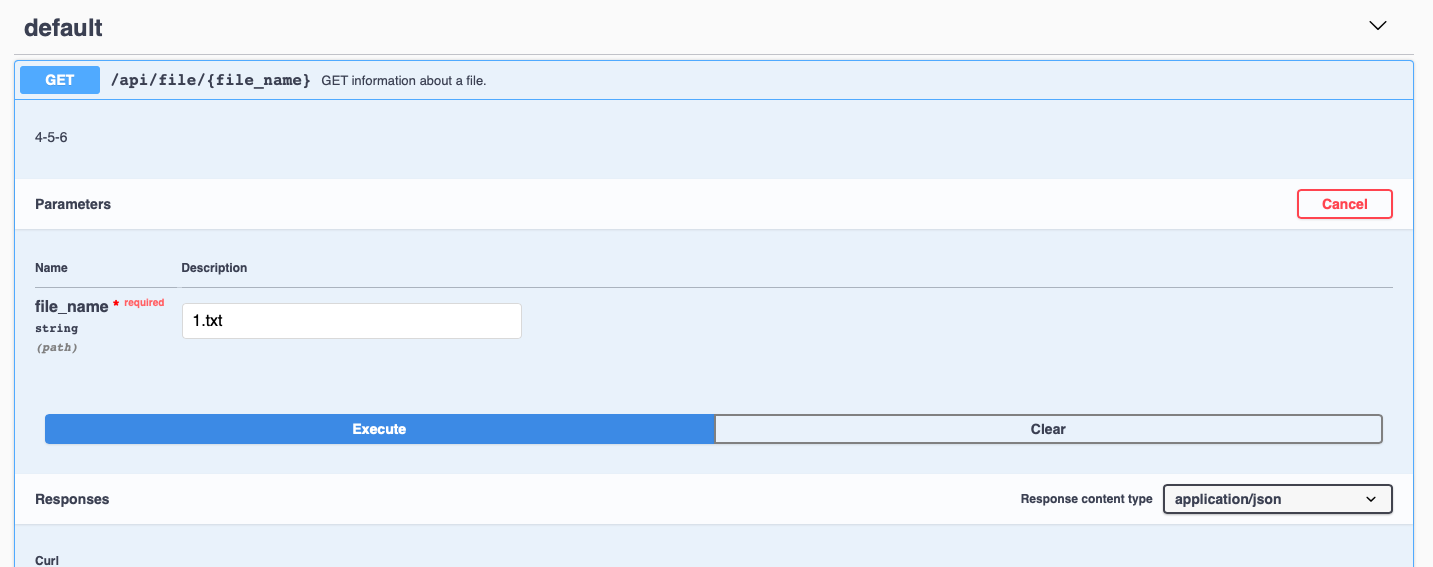 default
GET /api/file/{file_name} GET information about a file.
4-5-6
Parameters Cancel
Name Description
file_name * required 1.txt
string
(path)
Execute Clear
Responses Response content type application/json
Curl